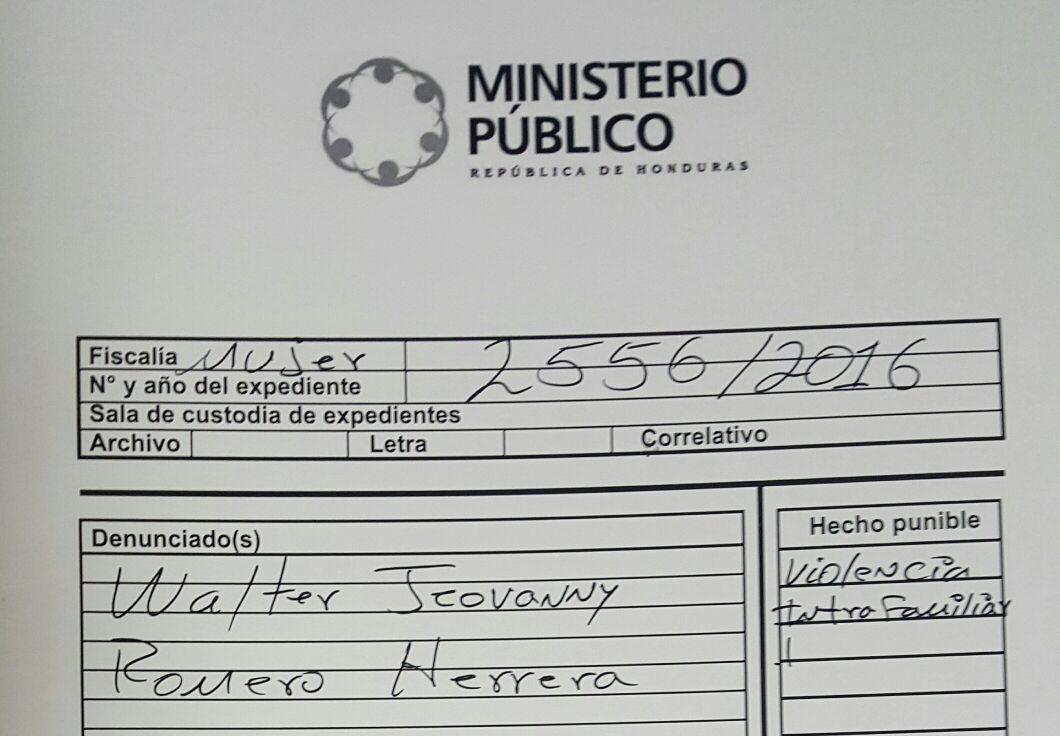 MINISTERIO
PÚBLICO
REPÚBLICA DE HONDURAS
Fiscalía Mujer
N° y año del expediente 2556/2016
Sala de custodia de expedientes
Archivo Letra Correlativo
Denunciado(s)
Walter Jeovanny
Romero Herrera
Hecho punible
Violencia
Intrafamiliar